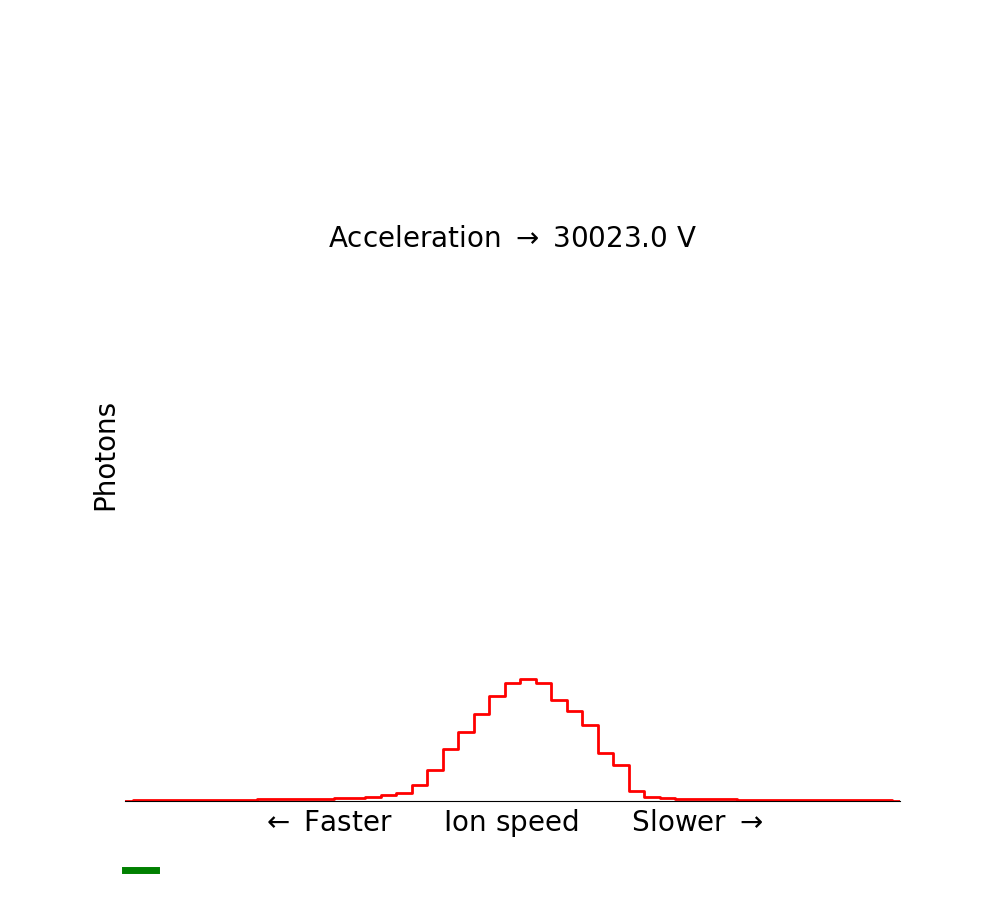 Acceleration → 30023.0 V
Photons
← Faster Ion speed Slower →